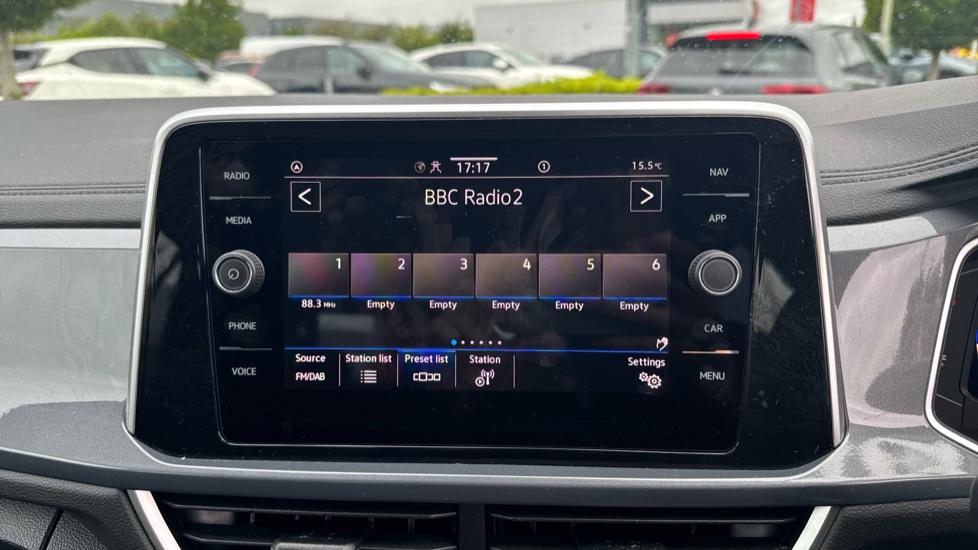 RADIO
MEDIA
PHONE
VOICE
17:17
1
15.5°C
BBC Radio2
1 2 3 4 5 6
88.3 MHz Empty Empty Empty Empty Empty
Source Station list Preset list Station Settings
FM/DAB
NAV
APP
CAR
MENU